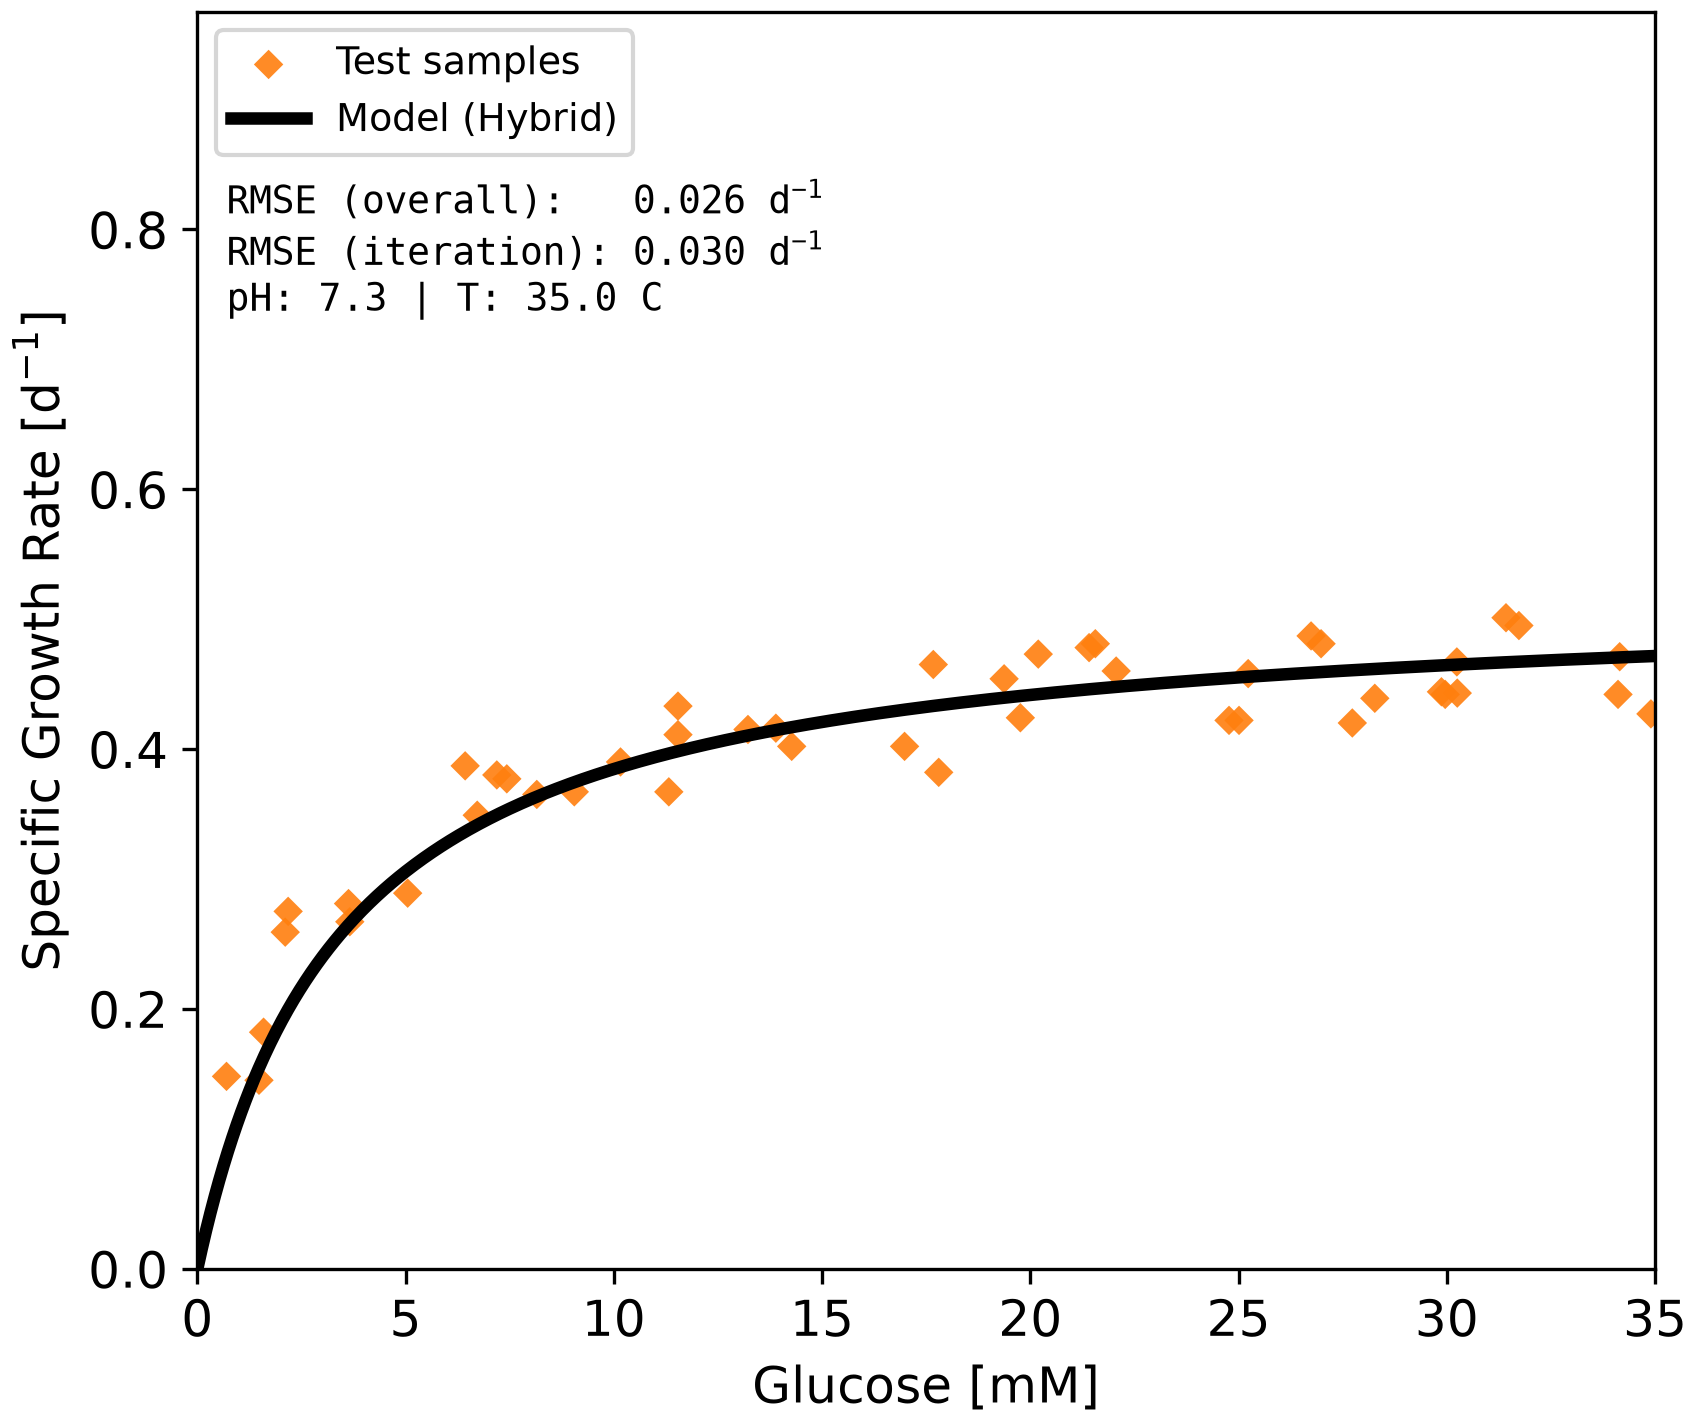 Test samples
Model (Hybrid)
RMSE (overall): 0.026 d⁻¹
RMSE (iteration): 0.030 d⁻¹
pH: 7.3 | T: 35.0 C
Specific Growth Rate [d⁻¹]
0.8
0.6
0.4
0.2
0.0
0 5 10 15 20 25 30 35
Glucose [mM]